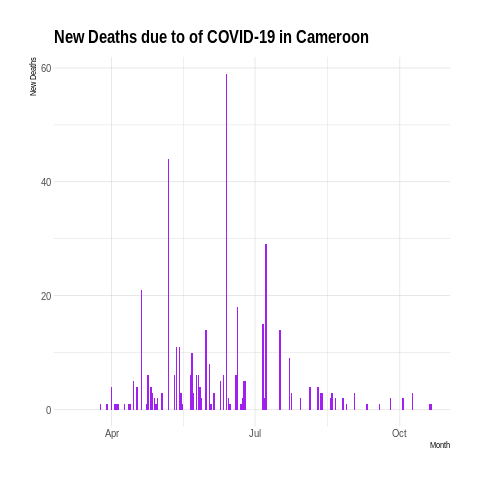 New Deaths due to of COVID-19 in Cameroon
New Deaths
60
40
20
0
Apr
Jul
Oct
Month